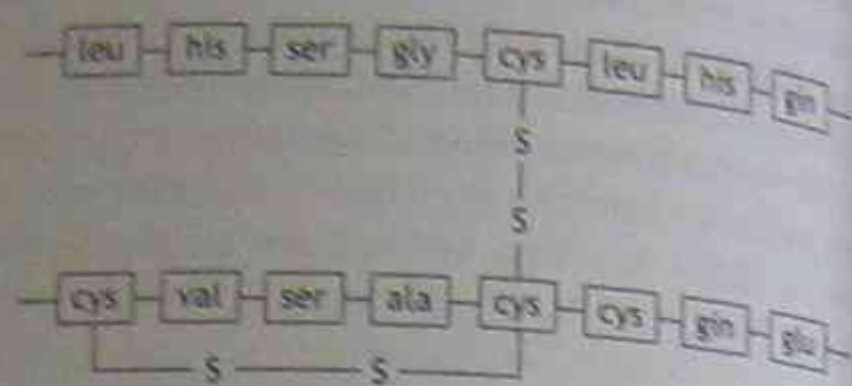 leu his ser gly cys leu his gln
S
S
cys val ser ala cys cys gln glu
S S